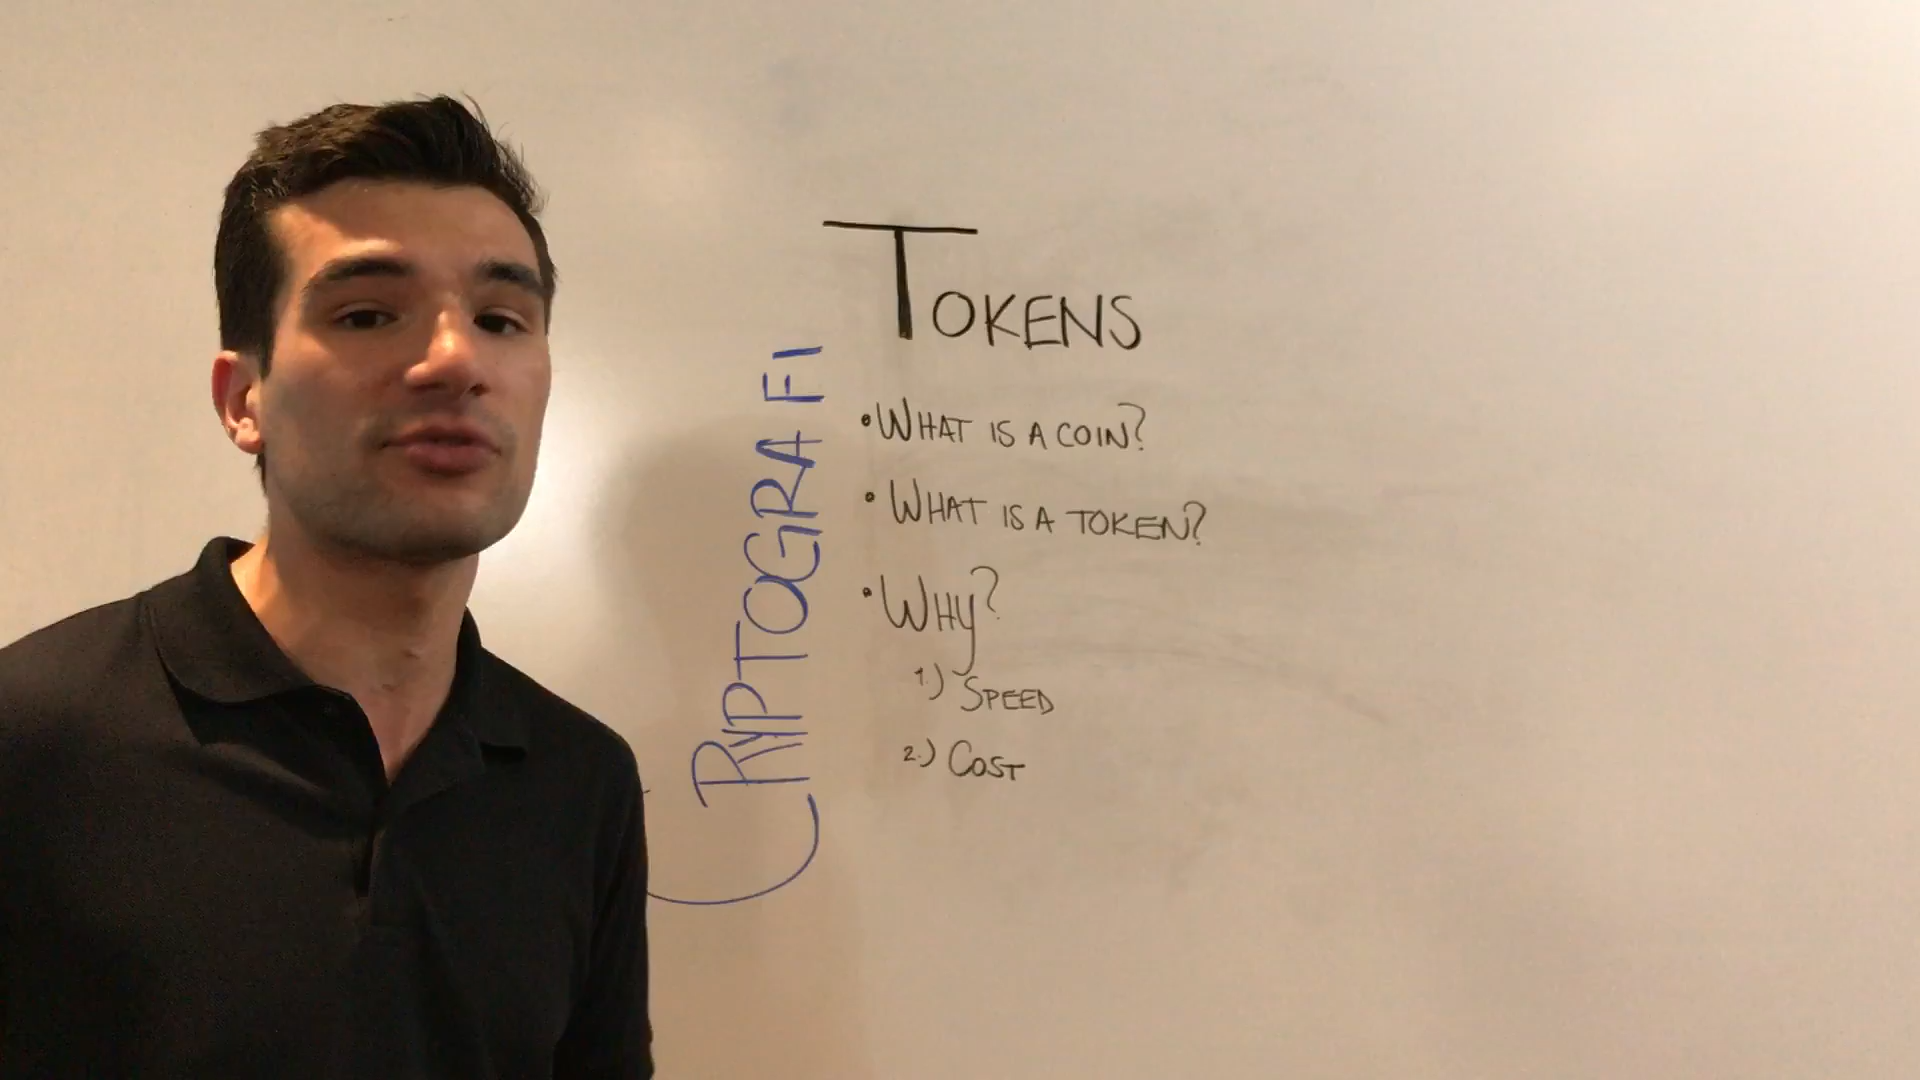 TOKENS
CRYPTOGRAFI
•WHAT IS A COIN?
•WHAT IS A TOKEN?
•WHY?
1.) SPEED
2.) COST